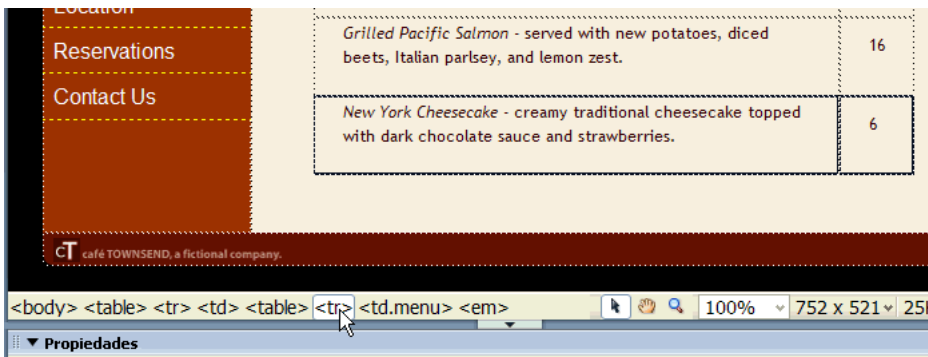 Location
Reservations
Contact Us
Grilled Pacific Salmon - served with new potatoes, diced
beets, Italian parlsey, and lemon zest.
16
New York Cheesecake - creamy traditional cheesecake topped
with dark chocolate sauce and strawberries.
6
cT café TOWNSEND, a fictional company.
<body> <table> <tr> <td> <table> <tr> <td.menu> <em>
100%
752 x 521
Propiedades